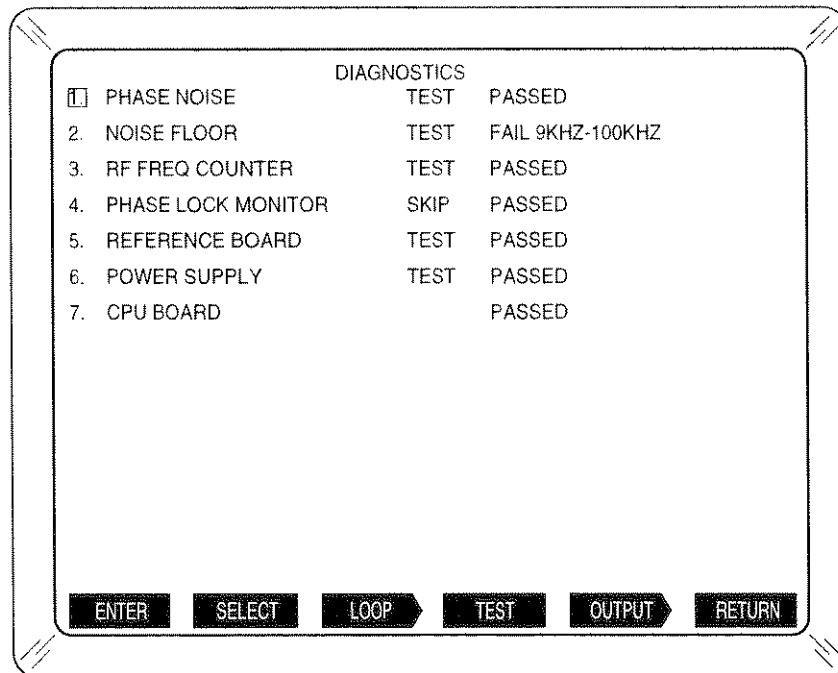 DIAGNOSTICS
1. PHASE NOISE TEST PASSED
2. NOISE FLOOR TEST FAIL 9KHZ-100KHZ
3. RF FREQ COUNTER TEST PASSED
4. PHASE LOCK MONITOR SKIP PASSED
5. REFERENCE BOARD TEST PASSED
6. POWER SUPPLY TEST PASSED
7. CPU BOARD PASSED
ENTER SELECT LOOP TEST OUTPUT RETURN